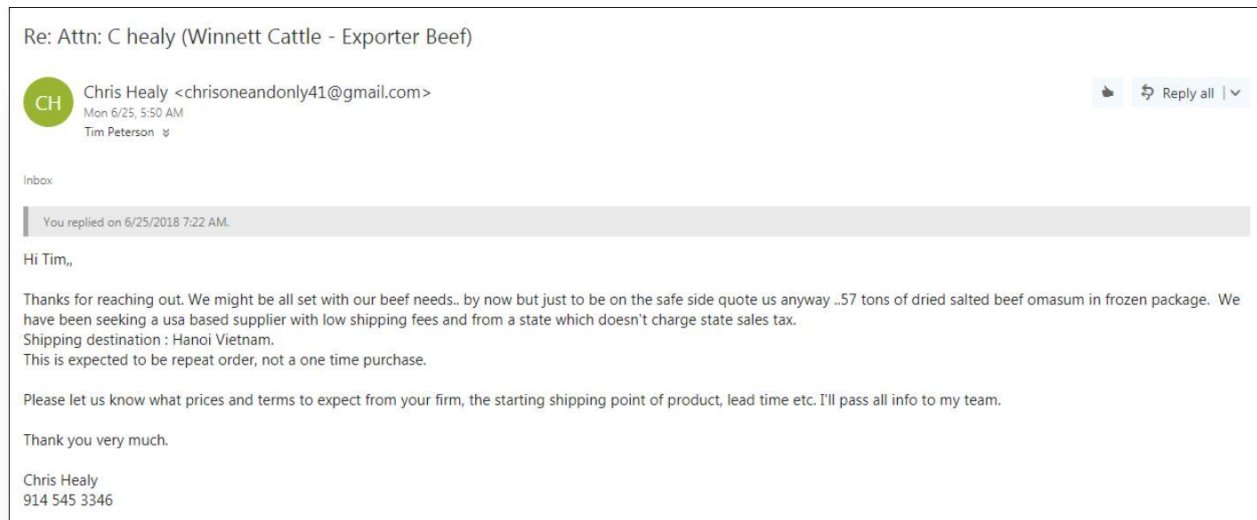 Re: Attn: C healy (Winnett Cattle - Exporter Beef)
CH
Chris Healy <chrisoneandonly41@gmail.com>
Mon 6/25, 5:50 AM
Tim Peterson
Reply all
Inbox
You replied on 6/25/2018 7:22 AM.
Hi Tim,,
Thanks for reaching out. We might be all set with our beef needs.. by now but just to be on the safe side quote us anyway ..57 tons of dried salted beef omasum in frozen package.  We
have been seeking a usa based supplier with low shipping fees and from a state which doesn't charge state sales tax.
Shipping destination : Hanoi Vietnam.
This is expected to be repeat order, not a one time purchase.
Please let us know what prices and terms to expect from your firm, the starting shipping point of product, lead time etc. I'll pass all info to my team.
Thank you very much.
Chris Healy
914 545 3346